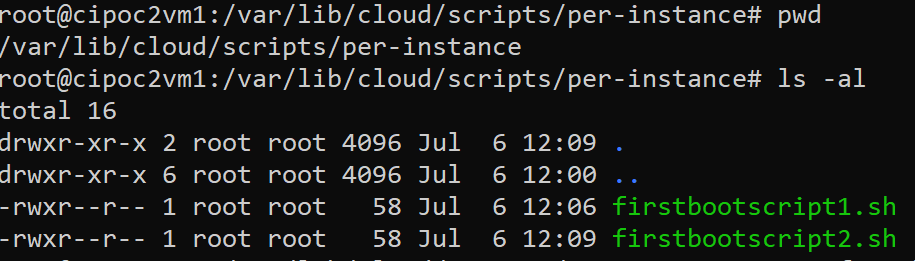 root@cipoc2vm1:/var/lib/cloud/scripts/per-instance# pwd
/var/lib/cloud/scripts/per-instance
root@cipoc2vm1:/var/lib/cloud/scripts/per-instance# ls -al
total 16
drwxr-xr-x 2 root root 4096 Jul  6 12:09 .
drwxr-xr-x 6 root root 4096 Jul  6 12:00 ..
-rwxr--r-- 1 root root   58 Jul  6 12:06 firstbootscript1.sh
-rwxr--r-- 1 root root   58 Jul  6 12:09 firstbootscript2.sh